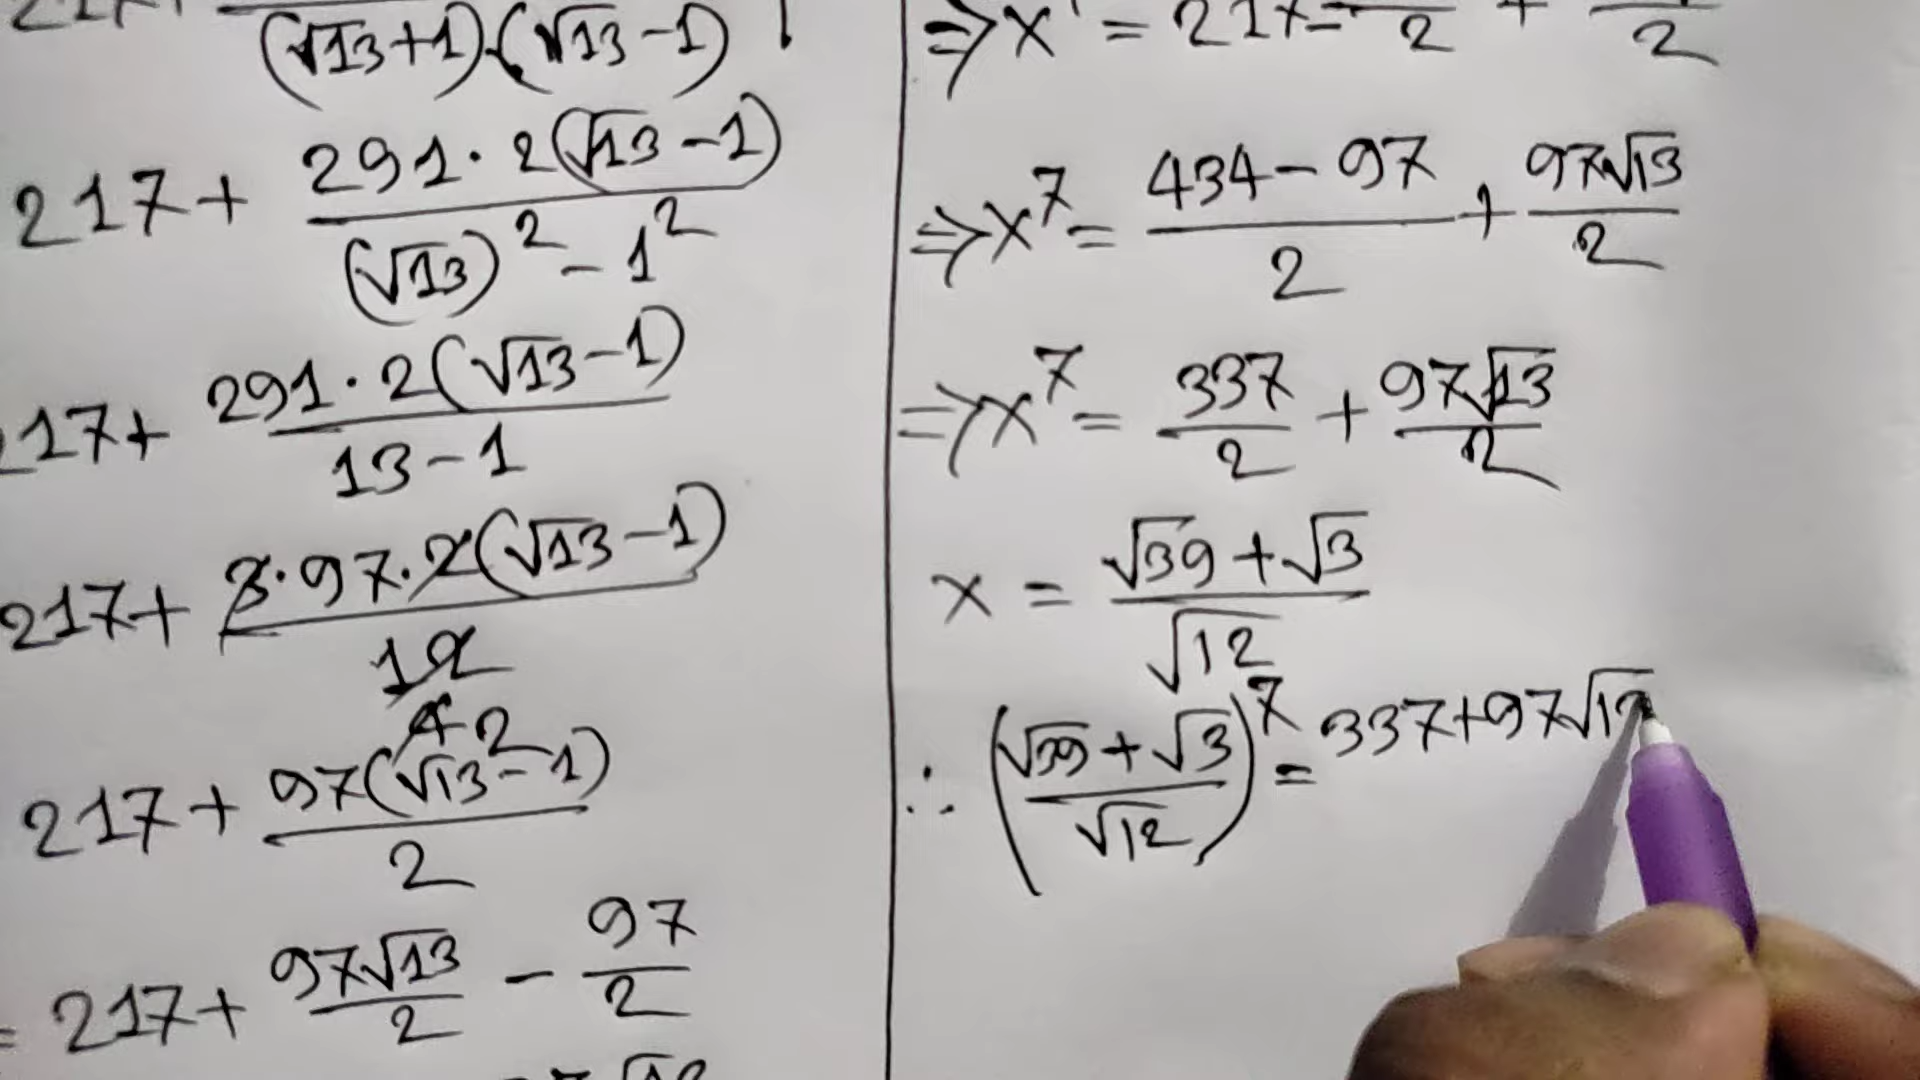 (√13+1)·(√13-1)
217+ 291·2(√13-1)
(√13)² - 1²
17+ 291·2(√13-1)
13-1
217+ 3·97·2(√13-1)
12
4 2
217+ 97(√13-1)
2
= 217+ 97√13/2 - 97/2
⇒x⁷ = 434-97/2 + 97√13/2
⇒x⁷ = 337/2 + 97√13/2
x = √39+√3/√12
∴ (√39+√3/√12)⁷ = 337+97√1